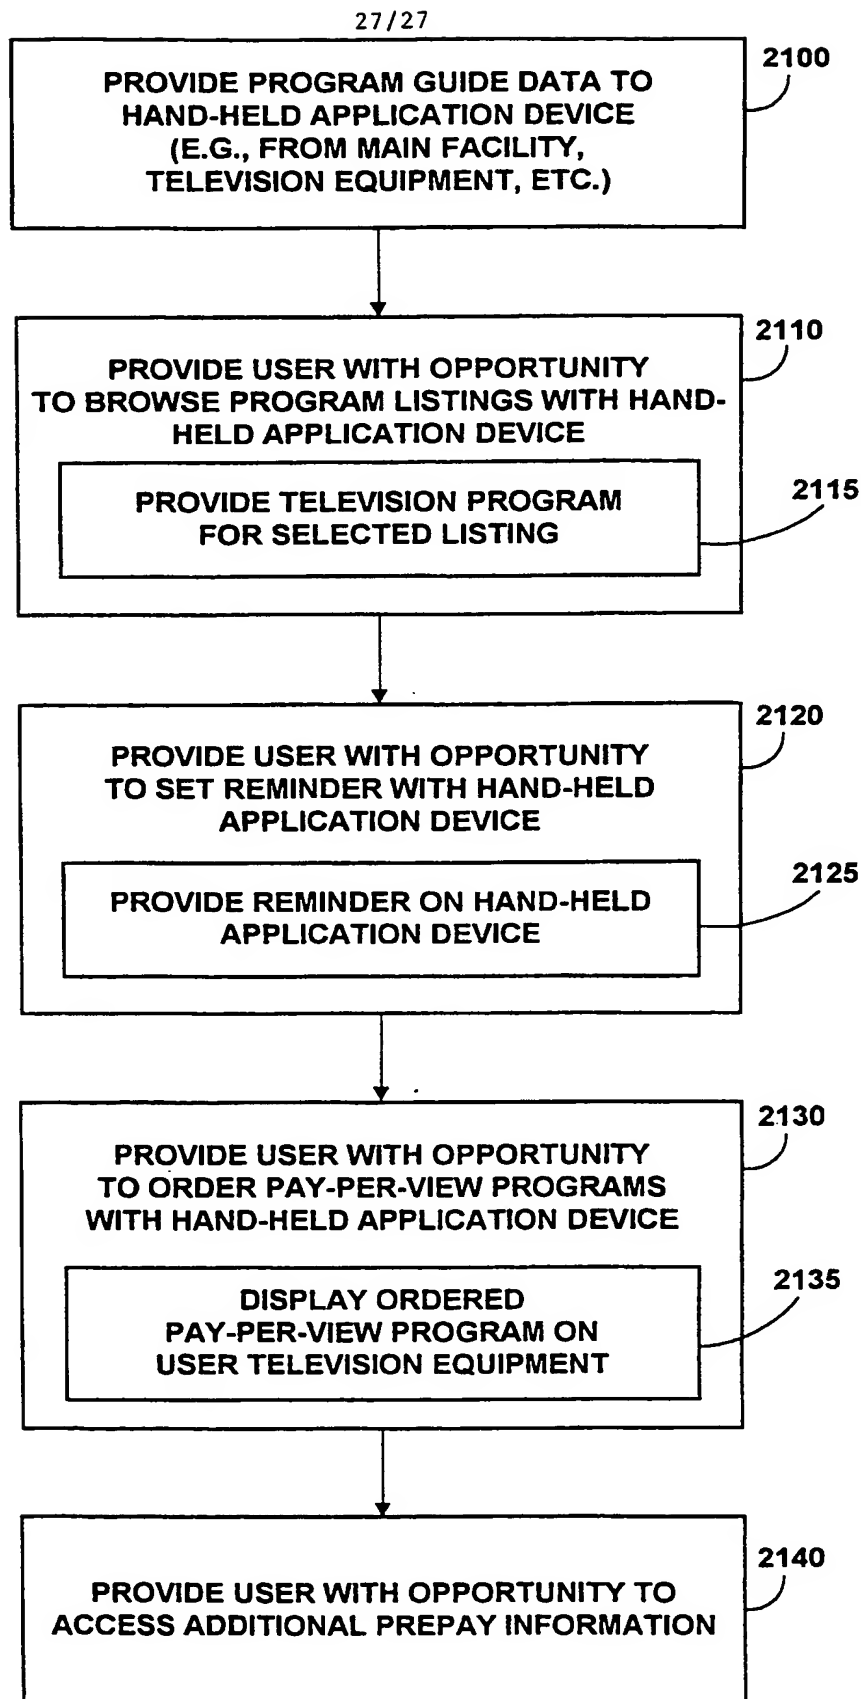 27/27
PROVIDE PROGRAM GUIDE DATA TO
HAND-HELD APPLICATION DEVICE
(E.G., FROM MAIN FACILITY,
TELEVISION EQUIPMENT, ETC.)
2100
PROVIDE USER WITH OPPORTUNITY
TO BROWSE PROGRAM LISTINGS WITH HAND-
HELD APPLICATION DEVICE
2110
PROVIDE TELEVISION PROGRAM
FOR SELECTED LISTING
2115
PROVIDE USER WITH OPPORTUNITY
TO SET REMINDER WITH HAND-HELD
APPLICATION DEVICE
2120
PROVIDE REMINDER ON HAND-HELD
APPLICATION DEVICE
2125
PROVIDE USER WITH OPPORTUNITY
TO ORDER PAY-PER-VIEW PROGRAMS
WITH HAND-HELD APPLICATION DEVICE
2130
DISPLAY ORDERED
PAY-PER-VIEW PROGRAM ON
USER TELEVISION EQUIPMENT
2135
PROVIDE USER WITH OPPORTUNITY TO
ACCESS ADDITIONAL PREPAY INFORMATION
2140